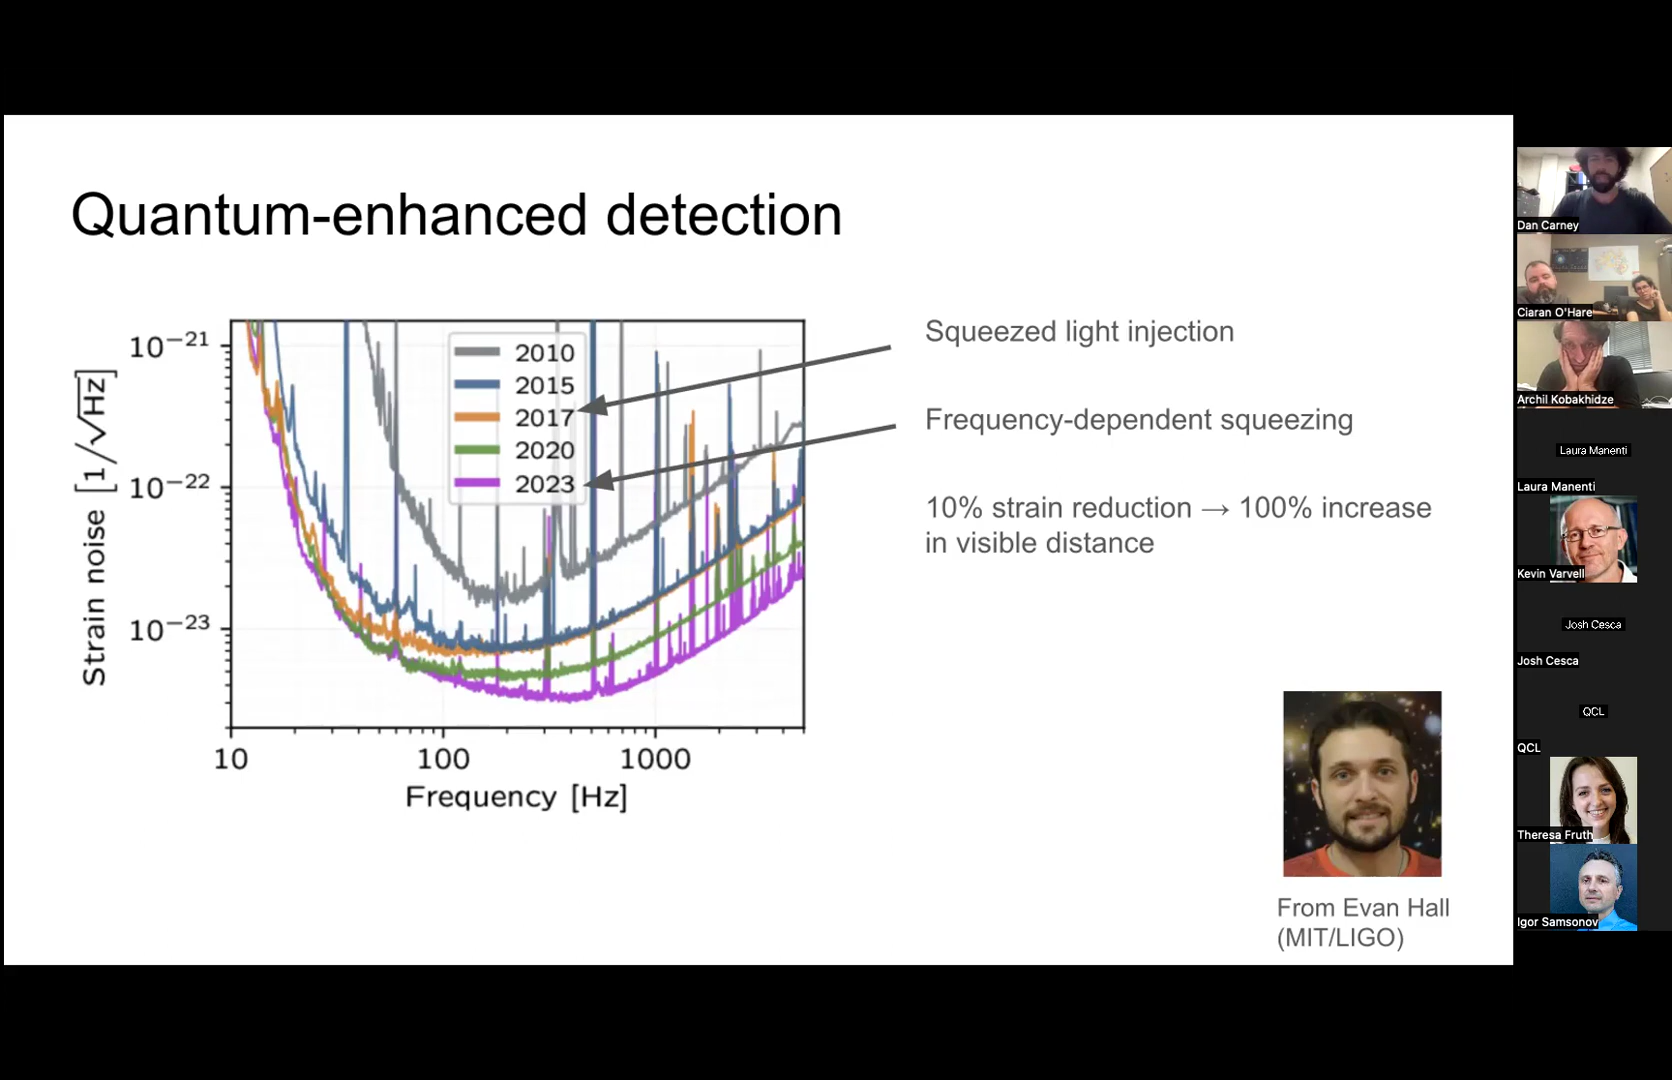 Quantum-enhanced detection
Strain noise [1/√Hz]
10−21
10−22
10−23
2010
2015
2017
2020
2023
10
100
1000
Frequency [Hz]
Squeezed light injection
Frequency-dependent squeezing
10% strain reduction → 100% increase
in visible distance
From Evan Hall
(MIT/LIGO)
Dan Carney
Ciaran O'Hare
Archil Kobakhidze
Laura Manenti
Laura Manenti
Kevin Varvell
Josh Cesca
Josh Cesca
QCL
QCL
Theresa Fruth
Igor Samsonov